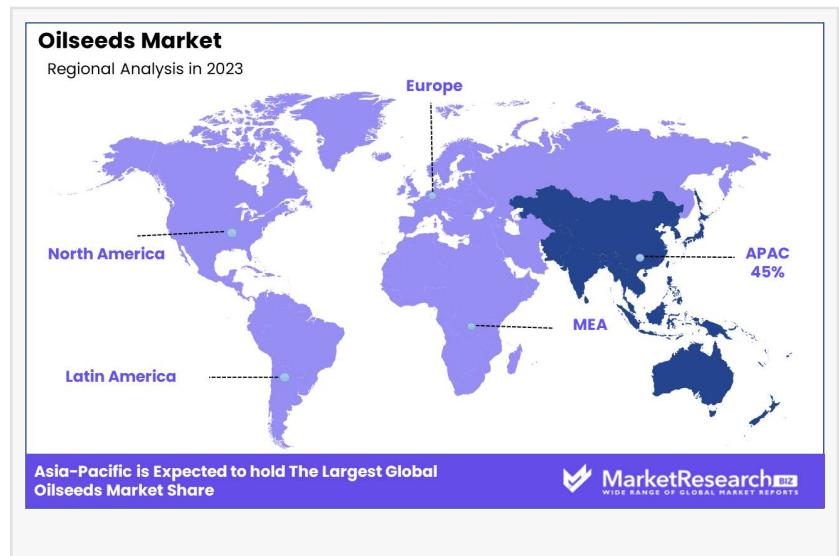 Oilseeds Market
Regional Analysis in 2023
Europe
North America
APAC
45%
MEA
Latin America
Asia-Pacific is Expected to hold The Largest Global
Oilseeds Market Share
MarketResearch BIZ
WIDE RANGE OF GLOBAL MARKET REPORTS